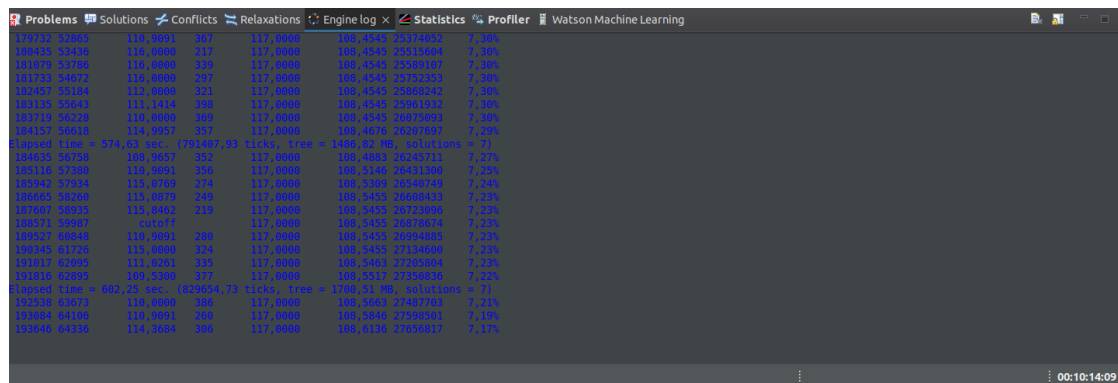 Problems Solutions Conflicts Relaxations Engine log Statistics Profiler Watson Machine Learning
179732 52865 110,9091 367 117,0000 108,4545 25374052 7,30%
180435 53436 116,0000 217 117,0000 108,4545 25515604 7,30%
181079 53786 116,0000 339 117,0000 108,4545 25589107 7,30%
181733 54672 116,0000 297 117,0000 108,4545 25752353 7,30%
182457 55184 112,0000 321 117,0000 108,4545 25868242 7,30%
183135 55643 111,1414 398 117,0000 108,4545 25961932 7,30%
183719 56228 110,0000 369 117,0000 108,4545 26075093 7,30%
184157 56618 114,9957 357 117,0000 108,4676 26207697 7,29%
Elapsed time = 574,63 sec. (791407,93 ticks, tree = 1486,82 MB, solutions = 7)
184635 56758 108,9657 352 117,0000 108,4883 26245711 7,27%
185116 57380 110,9091 356 117,0000 108,5146 26431300 7,25%
185942 57934 115,0769 274 117,0000 108,5309 26540749 7,24%
186665 58260 115,0879 249 117,0000 108,5455 26608433 7,23%
187607 58935 115,8462 219 117,0000 108,5455 26723096 7,23%
188571 59987 cutoff 117,0000 108,5455 26878674 7,23%
189527 60848 110,9091 280 117,0000 108,5455 26994885 7,23%
190345 61726 115,0000 324 117,0000 108,5455 27134600 7,23%
191017 62095 111,0261 335 117,0000 108,5463 27205804 7,23%
191816 62895 109,5300 377 117,0000 108,5517 27350836 7,22%
Elapsed time = 602,25 sec. (829654,73 ticks, tree = 1700,51 MB, solutions = 7)
192538 63673 110,0000 386 117,0000 108,5663 27487703 7,21%
193084 64106 110,9091 260 117,0000 108,5846 27598501 7,19%
193646 64336 114,3684 306 117,0000 108,6136 27656817 7,17%
00:10:14:09